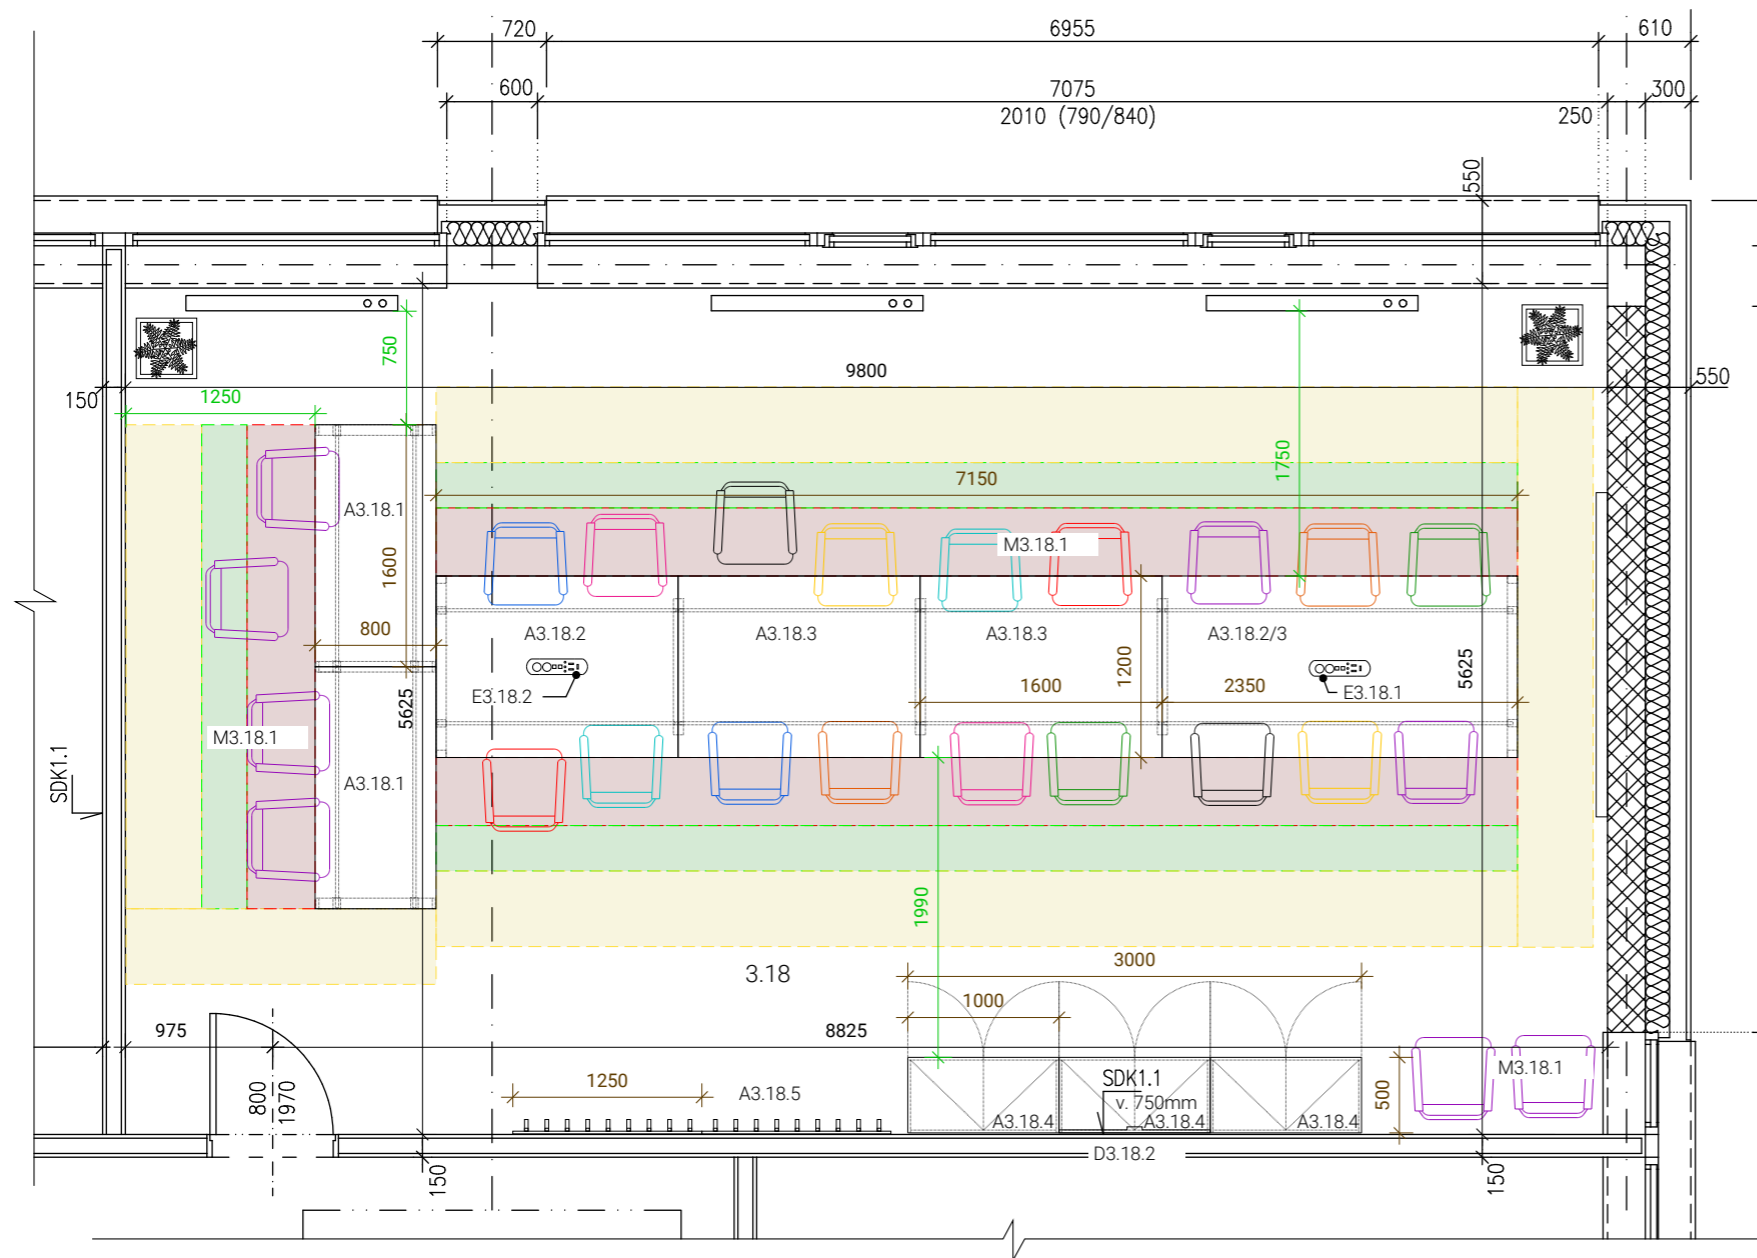 720
6955
610
600
7075
300
2010 (790/840)
250
550
750
9800
150
550
1250
1750
7150
A3.18.1
M3.18.1
1600
800
A3.18.2
A3.18.3
A3.18.3
A3.18.2/3
1200
5625
E3.18.2
1600
2350
E3.18.1
5625
M3.18.1
SDK1.1
A3.18.1
1990
3.18
3000
1000
975
8825
800
1970
1250
A3.18.5
SDK1.1
v. 750mm
A3.18.4
A3.18.4
A3.18.4
500
M3.18.1
D3.18.2
150
150